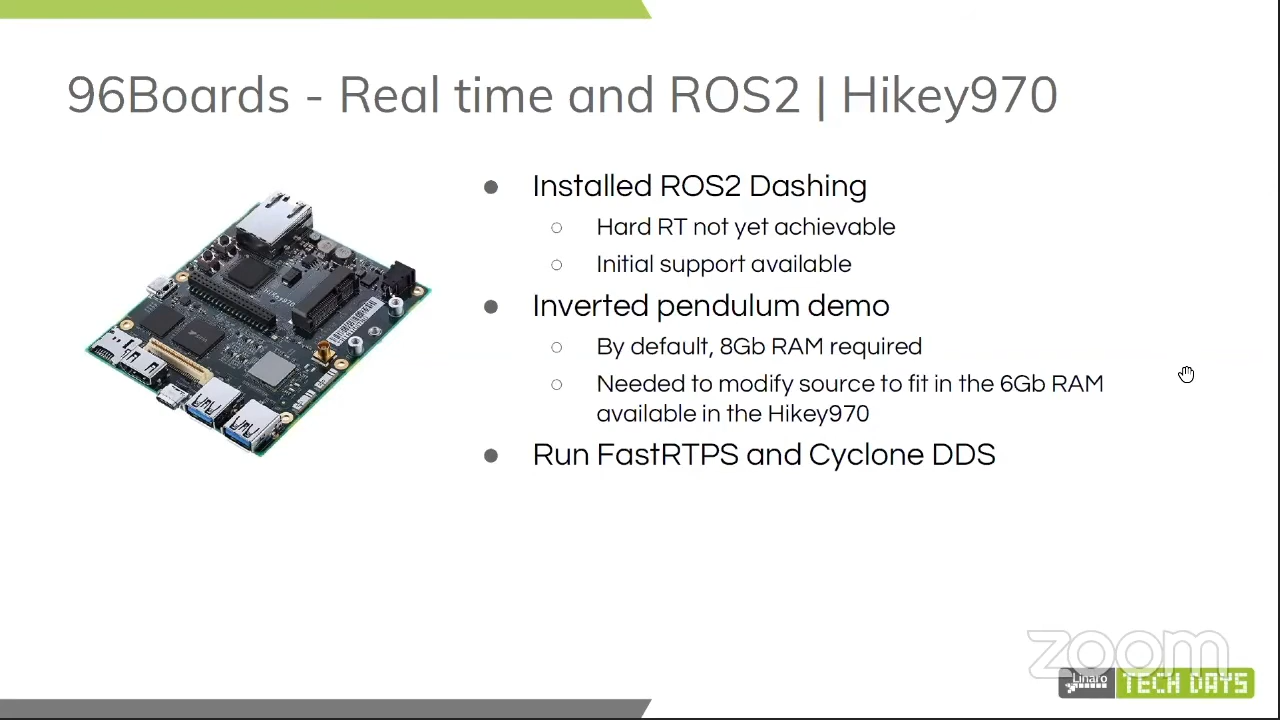 96Boards - Real time and ROS2 | Hikey970
● Installed ROS2 Dashing
○ Hard RT not yet achievable
○ Initial support available
● Inverted pendulum demo
○ By default, 8Gb RAM required
○ Needed to modify source to fit in the 6Gb RAM
available in the Hikey970
● Run FastRTPS and Cyclone DDS
HiKey970
zoom
Linaro TECH DAYS